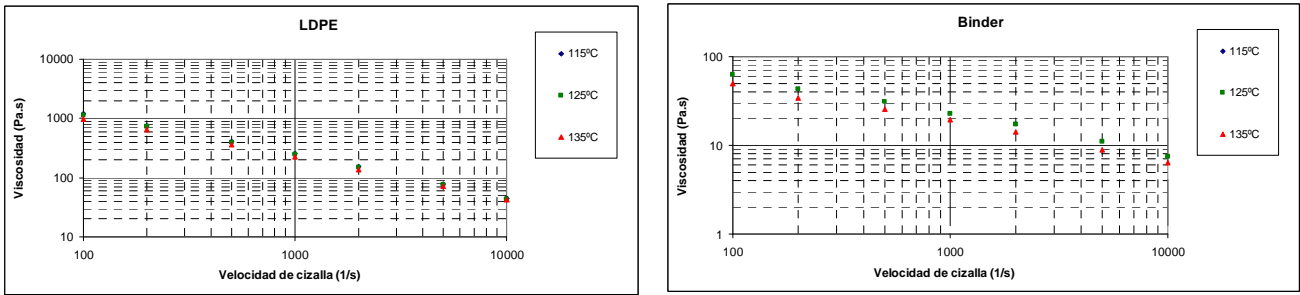 LDPE
10000
1000
100
10
100
1000
10000
Viscosidad (Pa.s)
Velocidad de cizalla (1/s)
115ºC
125ºC
135ºC
Binder
100
10
1
100
1000
10000
Viscosidad (Pa.s)
Velocidad de cizalla (1/s)
115ºC
125ºC
135ºC